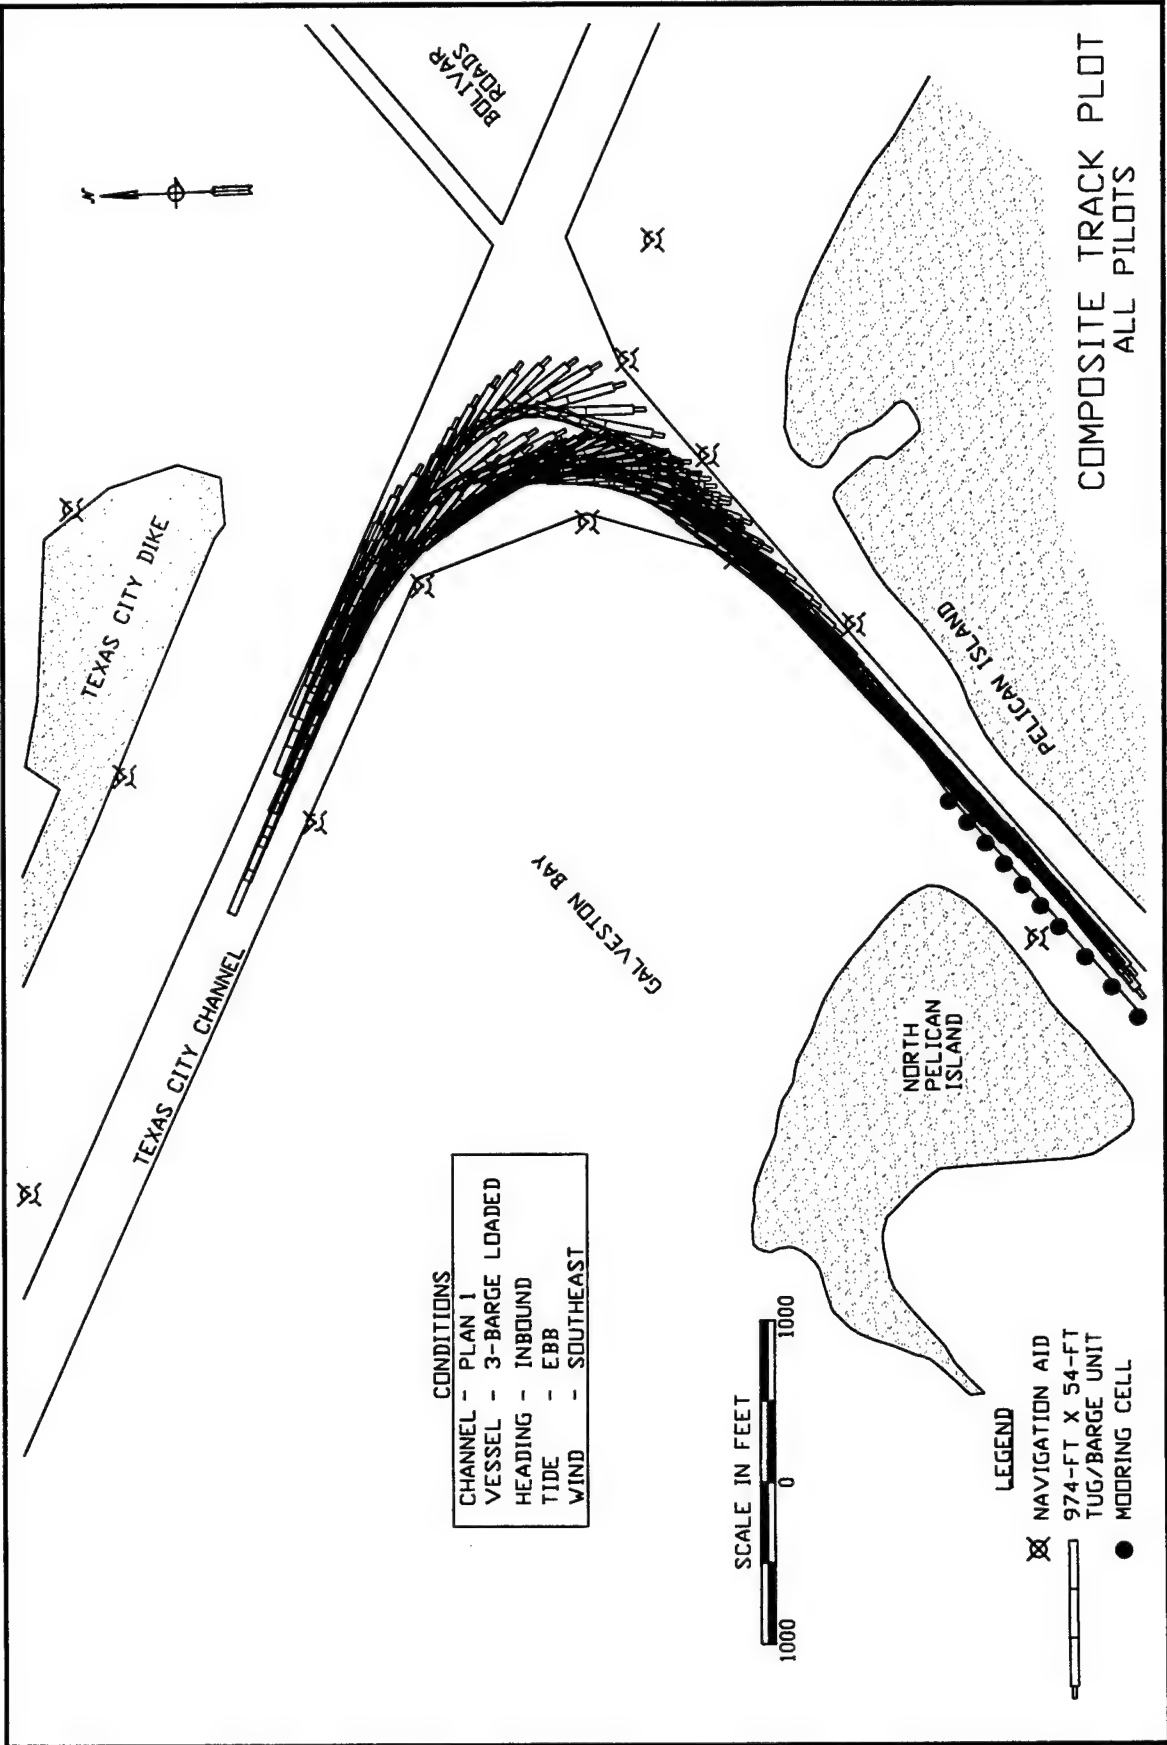 N
BOLIVAR
ROADS
TEXAS CITY DIKE
TEXAS CITY CHANNEL
GALVESTON BAY
PELICAN ISLAND
NORTH
PELICAN
ISLAND
CONDITIONS
CHANNEL - PLAN 1
VESSEL - 3-BARGE LOADED
HEADING - INBOUND
TIDE - EBB
WIND - SOUTHEAST
SCALE IN FEET
1000 0 1000
LEGEND
NAVIGATION AID
974-FT X 54-FT
TUG/BARGE UNIT
MOORING CELL
COMPOSITE TRACK PLOT
ALL PILOTS